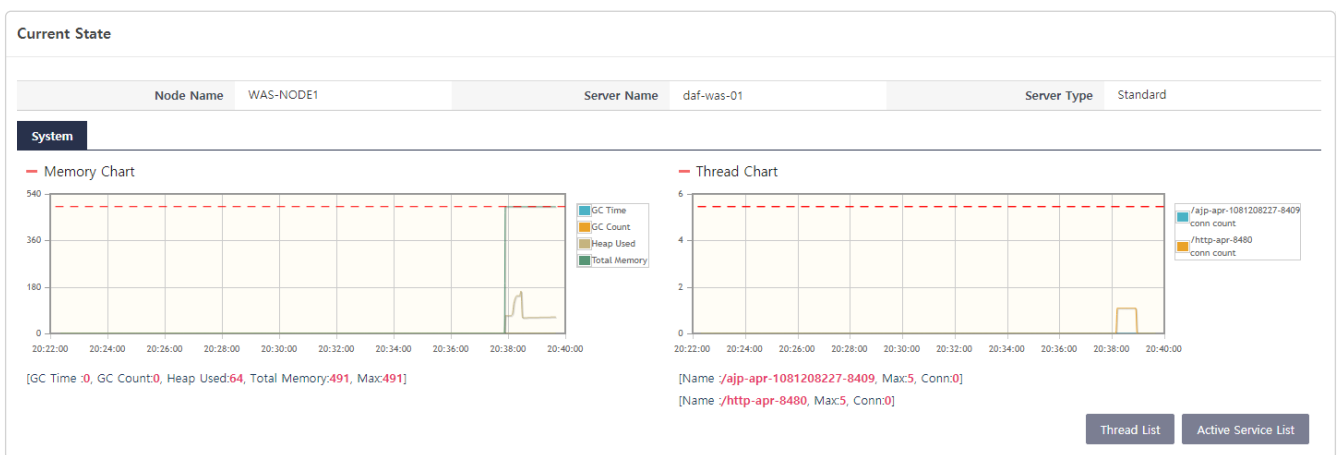 Current State
Node Name WAS-NODE1 Server Name daf-was-01 Server Type Standard
System
Memory Chart
540
360
180
0
20:22:00 20:24:00 20:26:00 20:28:00 20:30:00 20:32:00 20:34:00 20:36:00 20:38:00 20:40:00
GC Time
GC Count
Heap Used
Total Memory
[GC Time :0, GC Count:0, Heap Used:64, Total Memory:491, Max:491]
Thread Chart
6
4
2
0
20:22:00 20:24:00 20:26:00 20:28:00 20:30:00 20:32:00 20:34:00 20:36:00 20:38:00 20:40:00
/ajp-apr-1081208227-8409
conn count
/http-apr-8480
conn count
[Name :/ajp-apr-1081208227-8409, Max:5, Conn:0]
[Name :/http-apr-8480, Max:5, Conn:0]
Thread List Active Service List